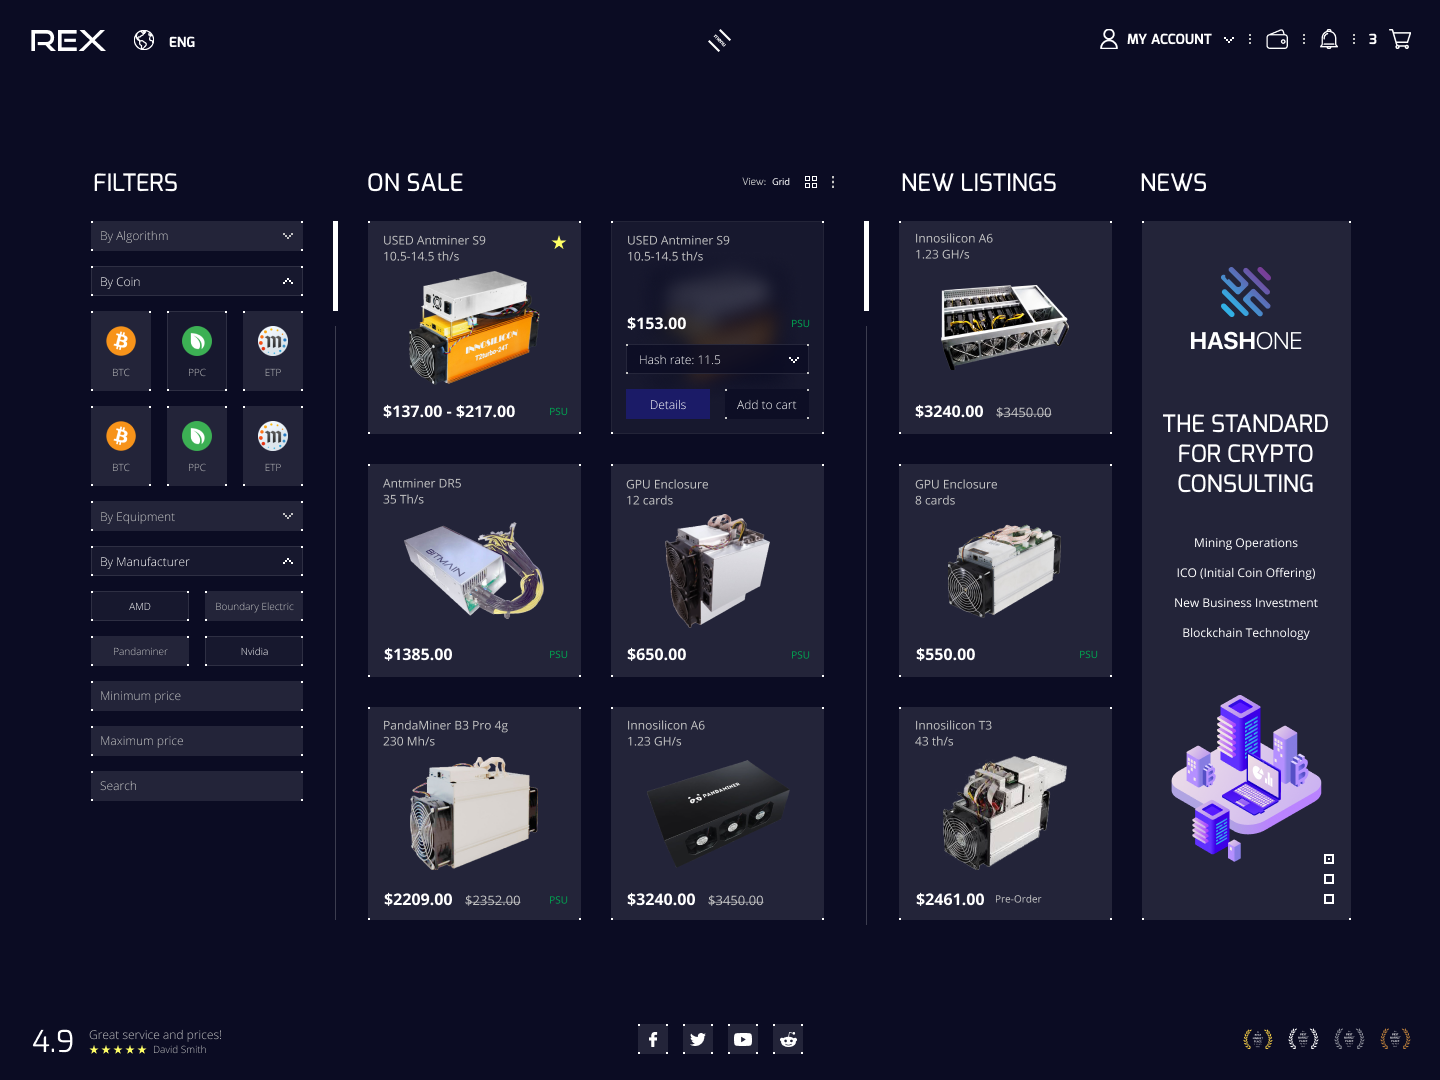 REX
ENG
MY ACCOUNT
3
FILTERS
By Algorithm
By Coin
BTC
PPC
ETP
BTC
PPC
ETP
By Equipment
By Manufacturer
AMD
Boundary Electric
Pandaminer
Nvidia
Minimum price
Maximum price
Search
ON SALE
View: Grid
USED Antminer S9
10.5-14.5 th/s
INNOSILICON
T2turbo-24T
$137.00 - $217.00
PSU
USED Antminer S9
10.5-14.5 th/s
$153.00
PSU
Hash rate: 11.5
Details
Add to cart
Antminer DR5
35 Th/s
BITMAIN
$1385.00
PSU
GPU Enclosure
12 cards
$650.00
PSU
PandaMiner B3 Pro 4g
230 Mh/s
$2209.00
$2352.00
PSU
Innosilicon A6
1.23 GH/s
PANDAMINER
$3240.00
$3450.00
NEW LISTINGS
Innosilicon A6
1.23 GH/s
$3240.00
$3450.00
GPU Enclosure
8 cards
$550.00
PSU
Innosilicon T3
43 th/s
$2461.00
Pre-Order
NEWS
HASHONE
THE STANDARD
FOR CRYPTO
CONSULTING
Mining Operations
ICO (Initial Coin Offering)
New Business Investment
Blockchain Technology
4.9
Great service and prices!
David Smith